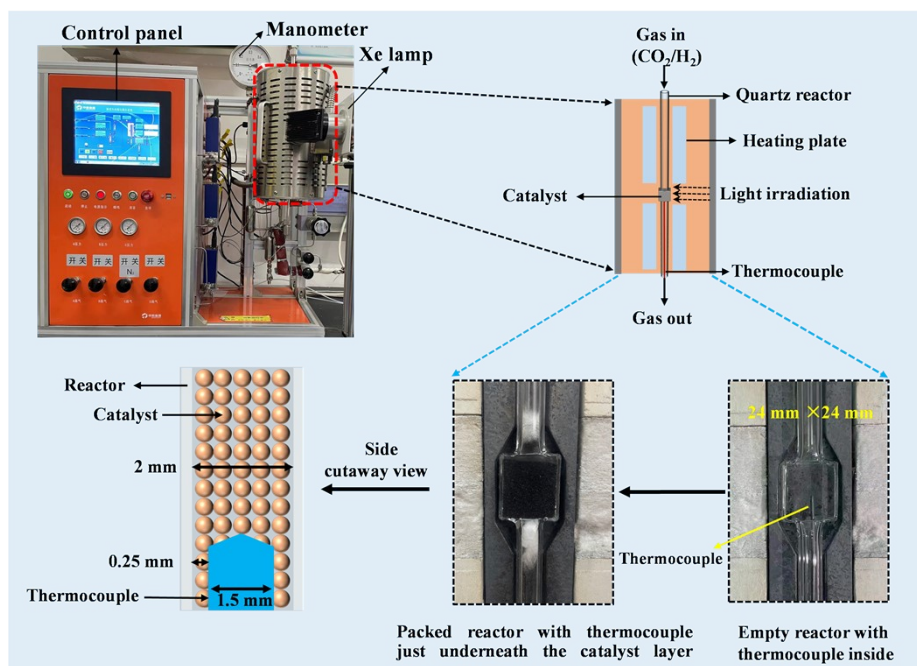 Control panel
Manometer
Xe lamp
开 关
开 关
开 关
开 关
N₂
Gas in
(CO₂/H₂)
Quartz reactor
Heating plate
Catalyst
Light irradiation
Thermocouple
Gas out
Reactor
Catalyst
2 mm
0.25 mm
Thermocouple
1.5 mm
Side
cutaway view
24 mm ×24 mm
Thermocouple
Packed reactor with thermocouple
just underneath the catalyst layer
Empty reactor with
thermocouple inside